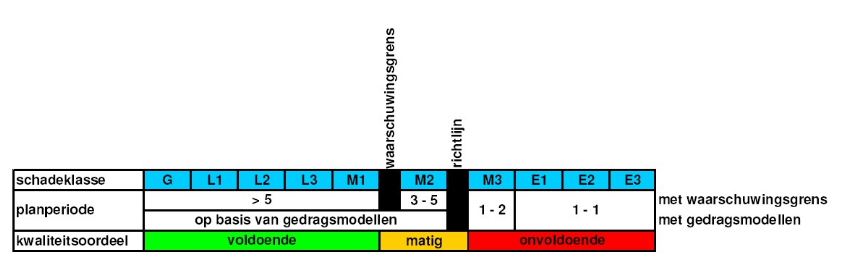 waarschuwingsgrens
richtlijn
schadeklasse G L1 L2 L3 M1 M2 M3 E1 E2 E3
planperiode > 5 3 - 5 1 - 2 1 - 1 met waarschuwingsgrens
op basis van gedragsmodellen met gedragsmodellen
kwaliteitsoordeel voldoende matig onvoldoende